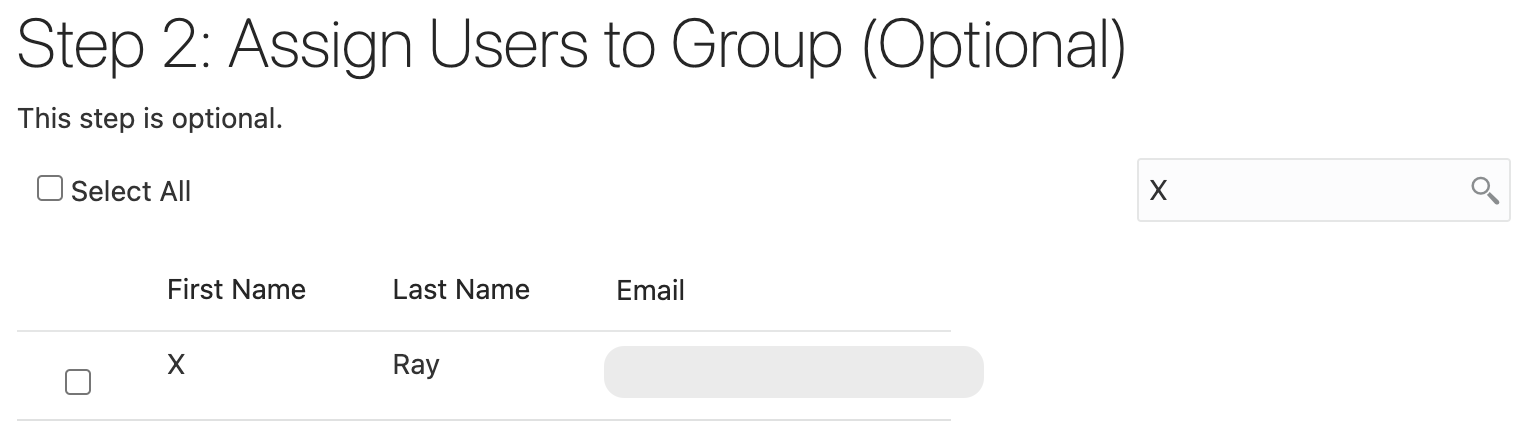 Step 2: Assign Users to Group (Optional)
This step is optional.
Select All
X
First Name Last Name Email
X Ray